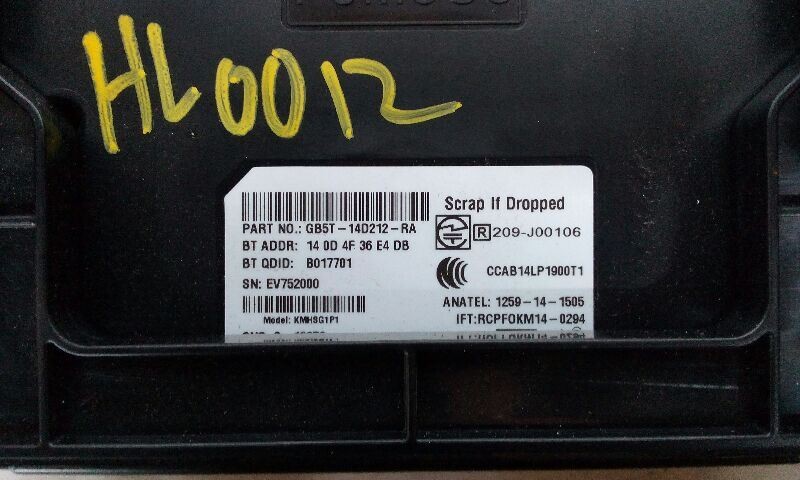 HL0012
Scrap If Dropped
PART NO.: GB5T-14D212-RA
R 209-J00106
BT ADDR: 14 0D 4F 36 E4 DB
BT QDID: B017701
CCAB14LP1900T1
SN: EV752000
ANATEL: 1259-14-1505
Model: KMHSG1P1
IFT:RCPFOKM14-0294